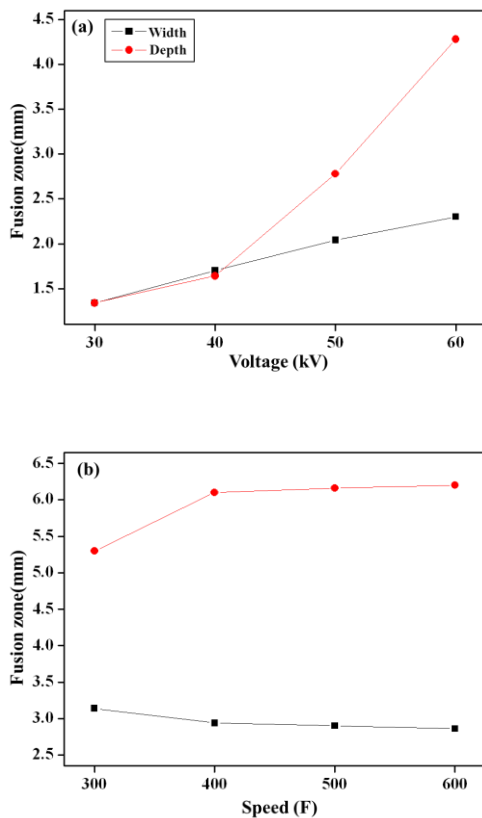 (a)
Width
Depth
Fusion zone(mm)
4.5
4.0
3.5
3.0
2.5
2.0
1.5
30 40 50 60
Voltage (kV)
(b)
Fusion zone(mm)
6.5
6.0
5.5
5.0
4.5
4.0
3.5
3.0
2.5
300 400 500 600
Speed (F)